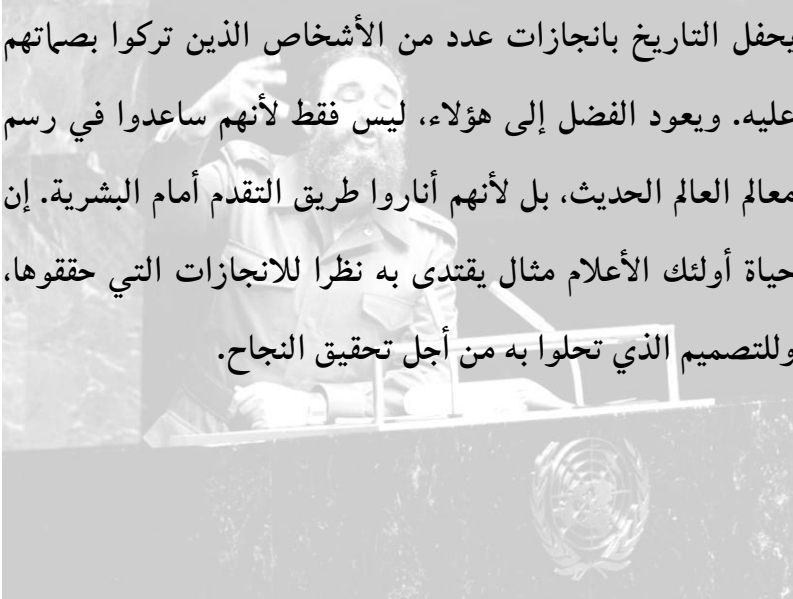 يحفل التاريخ بانجازات عدد من الأشخاص الذين تركوا بصماتهم
عليه. ويعود الفضل إلى هؤلاء، ليس فقط لأنهم ساعدوا في رسم
معالم العالم الحديث، بل لأنهم أناروا طريق التقدم أمام البشرية. إن
حياة أولئك الأعلام مثال يقتدى به نظرا للانجازات التي حققوها،
وللتصميم الذي تحلوا به من أجل تحقيق النجاح.